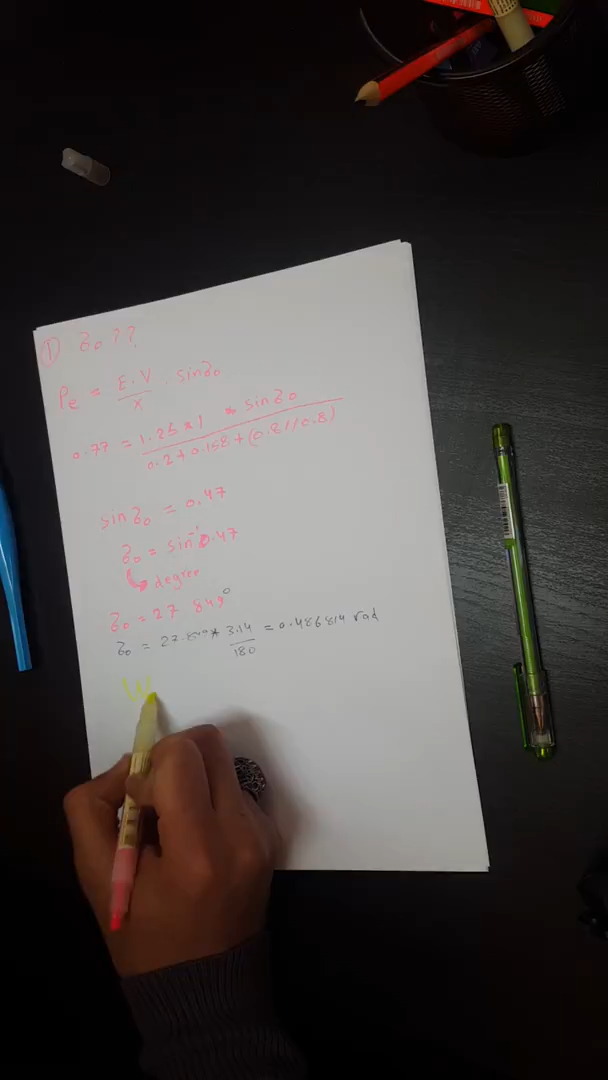 ① δ₀ ??
Pe = E.V / X . sin δ₀
0.77 = 1.25 * 1 * sin δ₀ / 0.2 + 0.158 + (0.8 // 0.8)
sin δ₀ = 0.47
δ₀ = sin⁻¹ 0.47
degree
δ₀ = 27.849°
δ₀ = 27.849 * 3.14 / 180 = 0.486814 rad
W